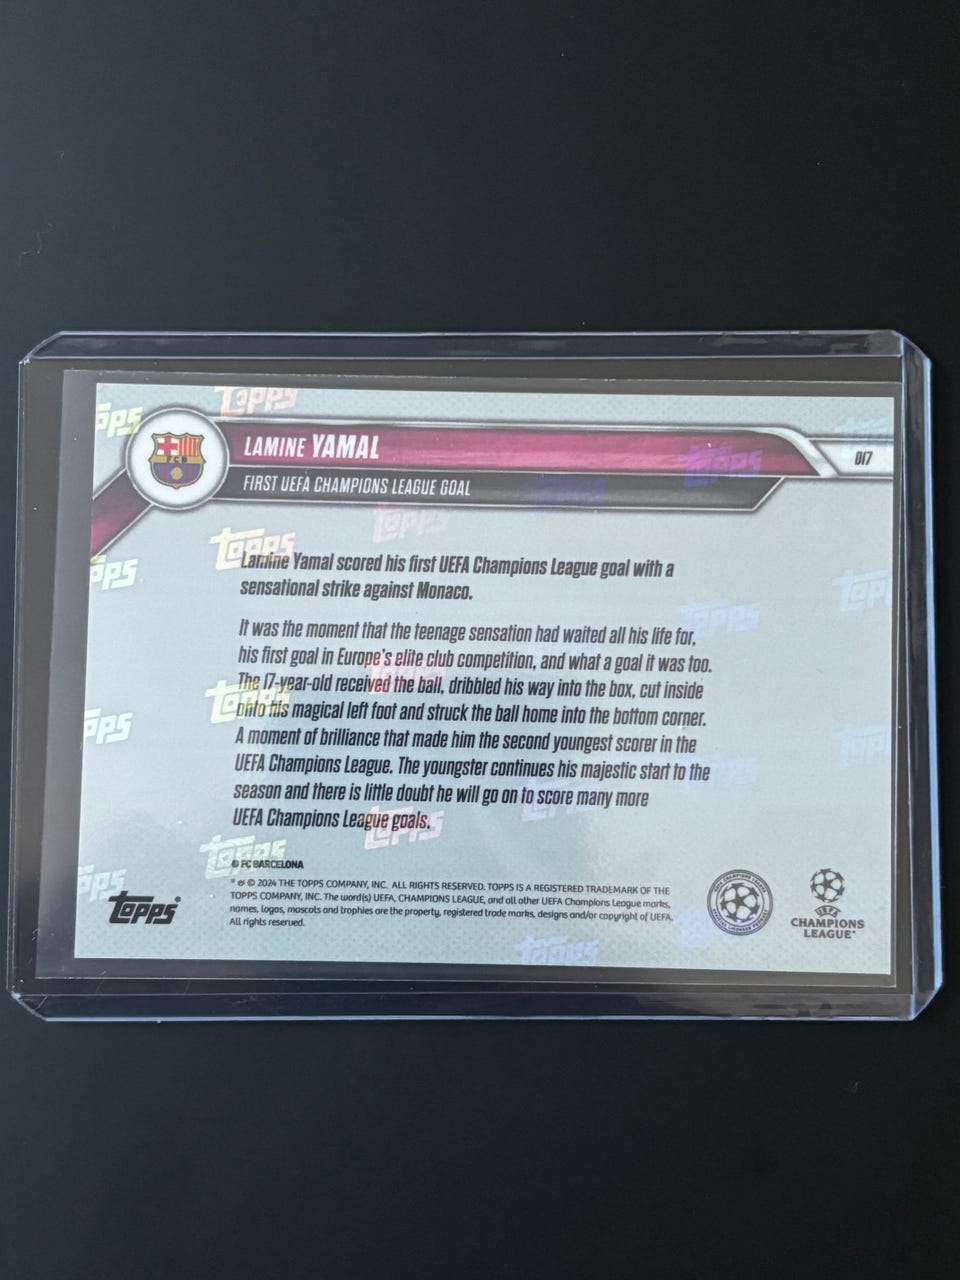 LAMINE YAMAL
017
FIRST UEFA CHAMPIONS LEAGUE GOAL
FCB
Lamine Yamal scored his first UEFA Champions League goal with a
sensational strike against Monaco.
It was the moment that the teenage sensation had waited all his life for,
his first goal in Europe's elite club competition, and what a goal it was too.
The 17-year-old received the ball, dribbled his way into the box, cut inside
onto his magical left foot and struck the ball home into the bottom corner.
A moment of brilliance that made him the second youngest scorer in the
UEFA Champions League. The youngster continues his majestic start to the
season and there is little doubt he will go on to score many more
UEFA Champions League goals.
© FC BARCELONA
® & © 2024 THE TOPPS COMPANY, INC. ALL RIGHTS RESERVED. TOPPS IS A REGISTERED TRADEMARK OF THE
TOPPS COMPANY, INC. The word(s) UEFA, CHAMPIONS LEAGUE, and all other UEFA Champions League marks,
names, logos, mascots and trophies are the property, registered trade marks, designs and/or copyright of UEFA.
All rights reserved.
Topps®
UEFA
CHAMPIONS
LEAGUE®